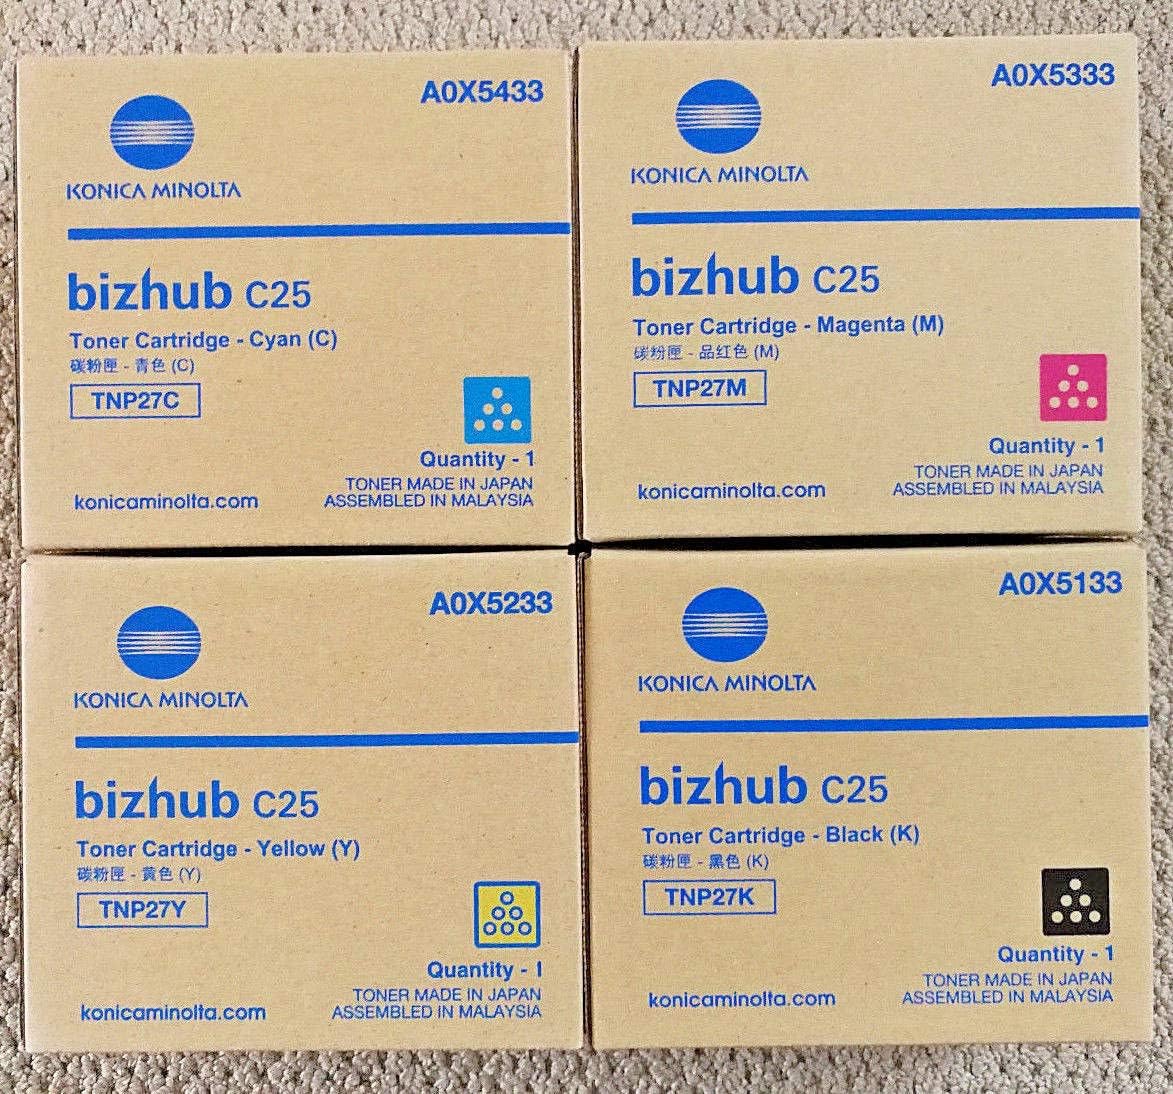 A0X5433
KONICA MINOLTA
bizhub C25
Toner Cartridge - Cyan (C)
碳粉匣 - 青色 (C)
TNP27C
Quantity - 1
TONER MADE IN JAPAN
konicaminolta.com
ASSEMBLED IN MALAYSIA
A0X5333
KONICA MINOLTA
bizhub C25
Toner Cartridge - Magenta (M)
碳粉匣 - 品红色 (M)
TNP27M
Quantity - 1
TONER MADE IN JAPAN
konicaminolta.com
ASSEMBLED IN MALAYSIA
A0X5233
KONICA MINOLTA
bizhub C25
Toner Cartridge - Yellow (Y)
碳粉匣 - 黄色 (Y)
TNP27Y
Quantity - 1
TONER MADE IN JAPAN
konicaminolta.com
ASSEMBLED IN MALAYSIA
A0X5133
KONICA MINOLTA
bizhub C25
Toner Cartridge - Black (K)
碳粉匣 - 黑色 (K)
TNP27K
Quantity - 1
TONER MADE IN JAPAN
konicaminolta.com
ASSEMBLED IN MALAYSIA